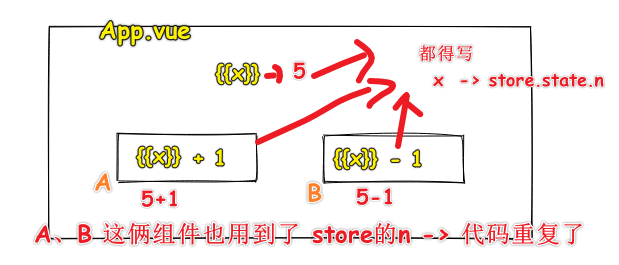 App.vue
{{x}} -> 5
都得写
x -> store.state.n
{{x}} + 1
{{x}} - 1
A
5+1
B
5-1
A、B 这俩组件也用到了 store的n -> 代码重复了